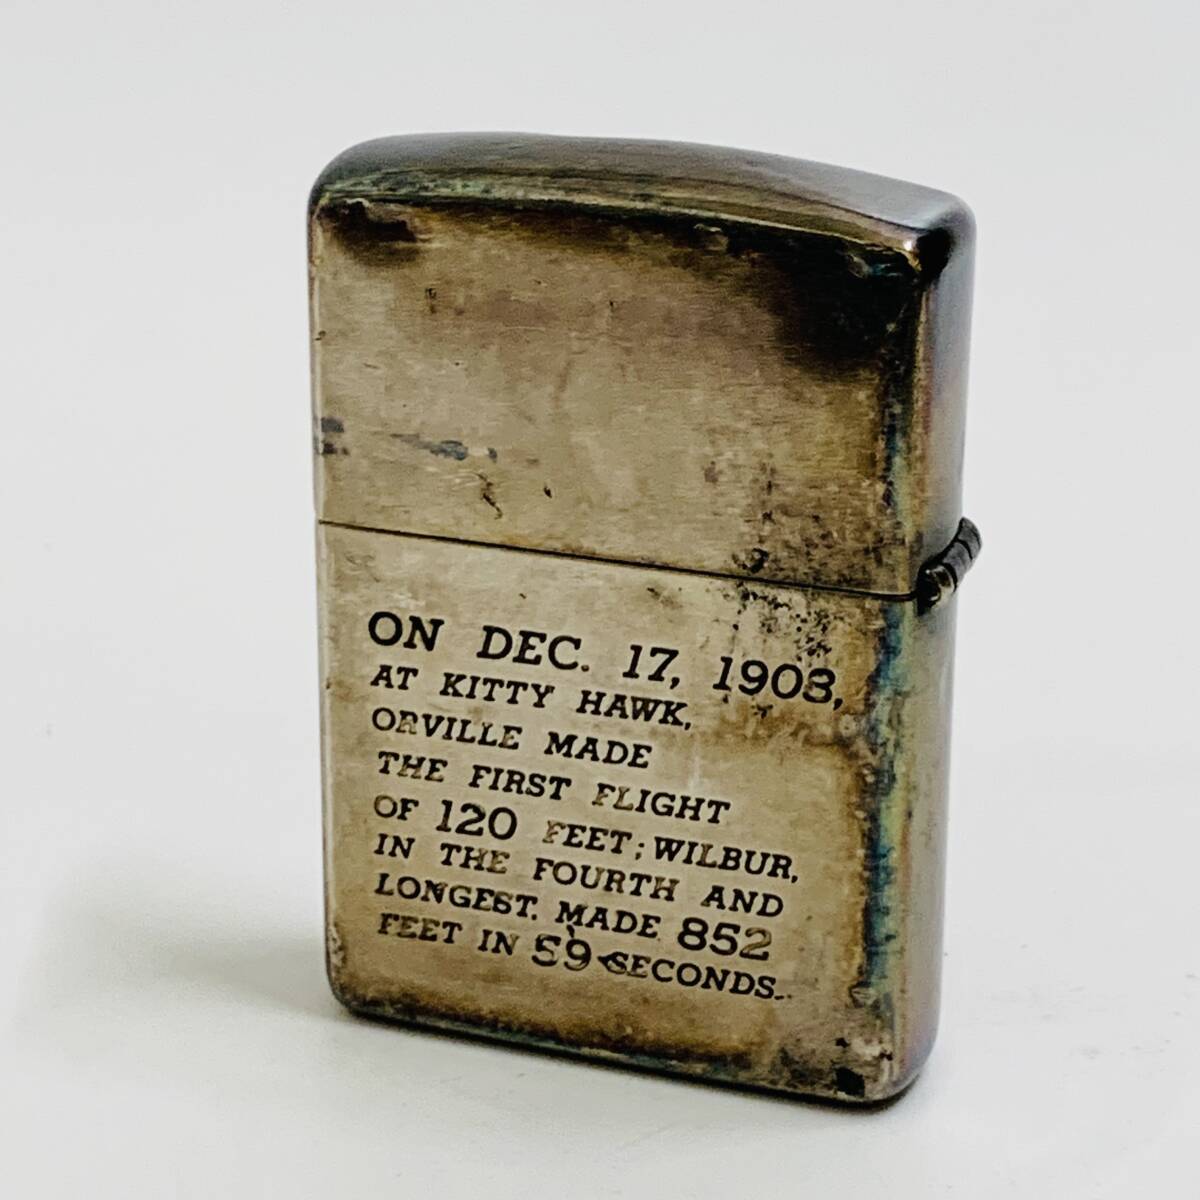 ON DEC. 17, 1903,
AT KITTY HAWK,
ORVILLE MADE
THE FIRST FLIGHT
OF 120 FEET; WILBUR,
IN THE FOURTH AND
LONGEST. MADE 852
FEET IN 59 SECONDS.